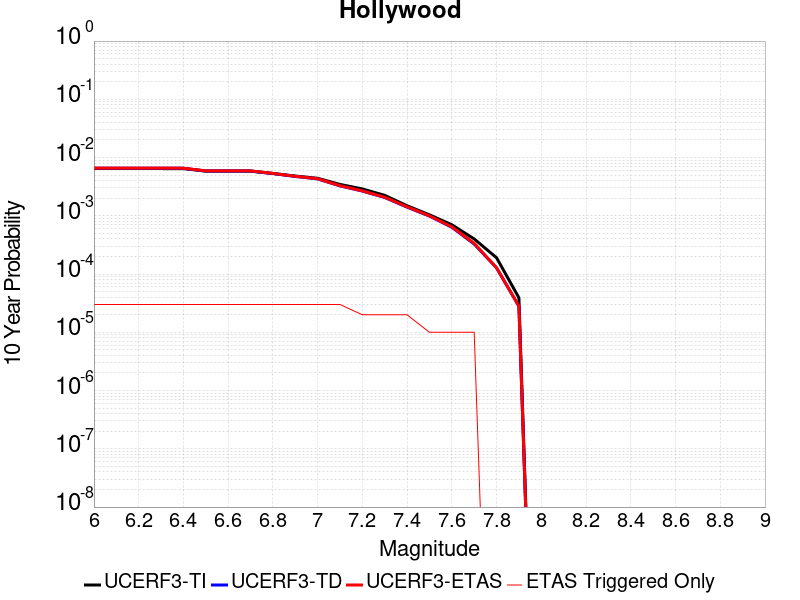 Hollywood
10^0
10^-1
10^-2
10^-3
10^-4
10^-5
10^-6
10^-7
10^-8
10 Year Probability
6 6.2 6.4 6.6 6.8 7 7.2 7.4 7.6 7.8 8 8.2 8.4 8.6 8.8 9
Magnitude
UCERF3-TI UCERF3-TD UCERF3-ETAS ETAS Triggered Only